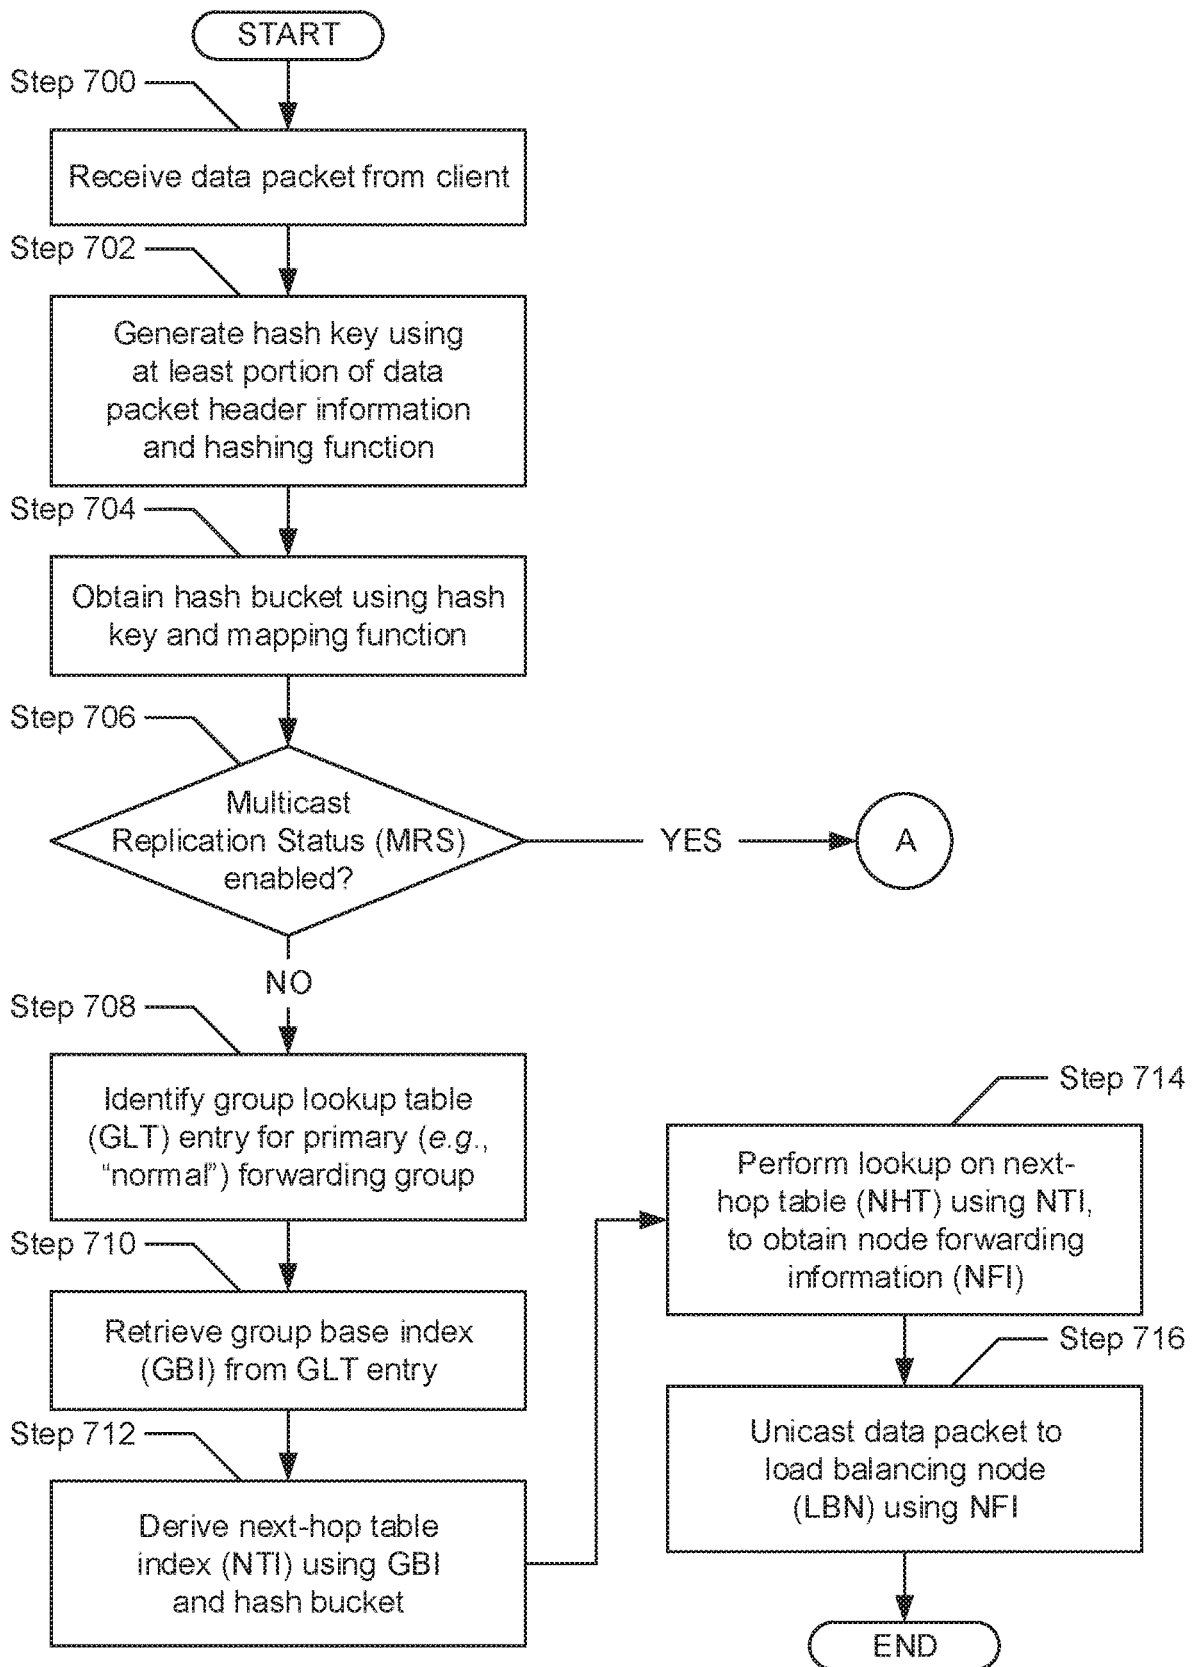 START
Step 700
Receive data packet from client
Step 702
Generate hash key using
at least portion of data
packet header information
and hashing function
Step 704
Obtain hash bucket using hash
key and mapping function
Step 706
Multicast
Replication Status (MRS)
enabled?
YES
A
NO
Step 708
Identify group lookup table
(GLT) entry for primary (e.g.,
“normal”) forwarding group
Step 710
Retrieve group base index
(GBI) from GLT entry
Step 712
Derive next-hop table
index (NTI) using GBI
and hash bucket
Step 714
Perform lookup on next-
hop table (NHT) using NTI,
to obtain node forwarding
information (NFI)
Step 716
Unicast data packet to
load balancing node
(LBN) using NFI
END